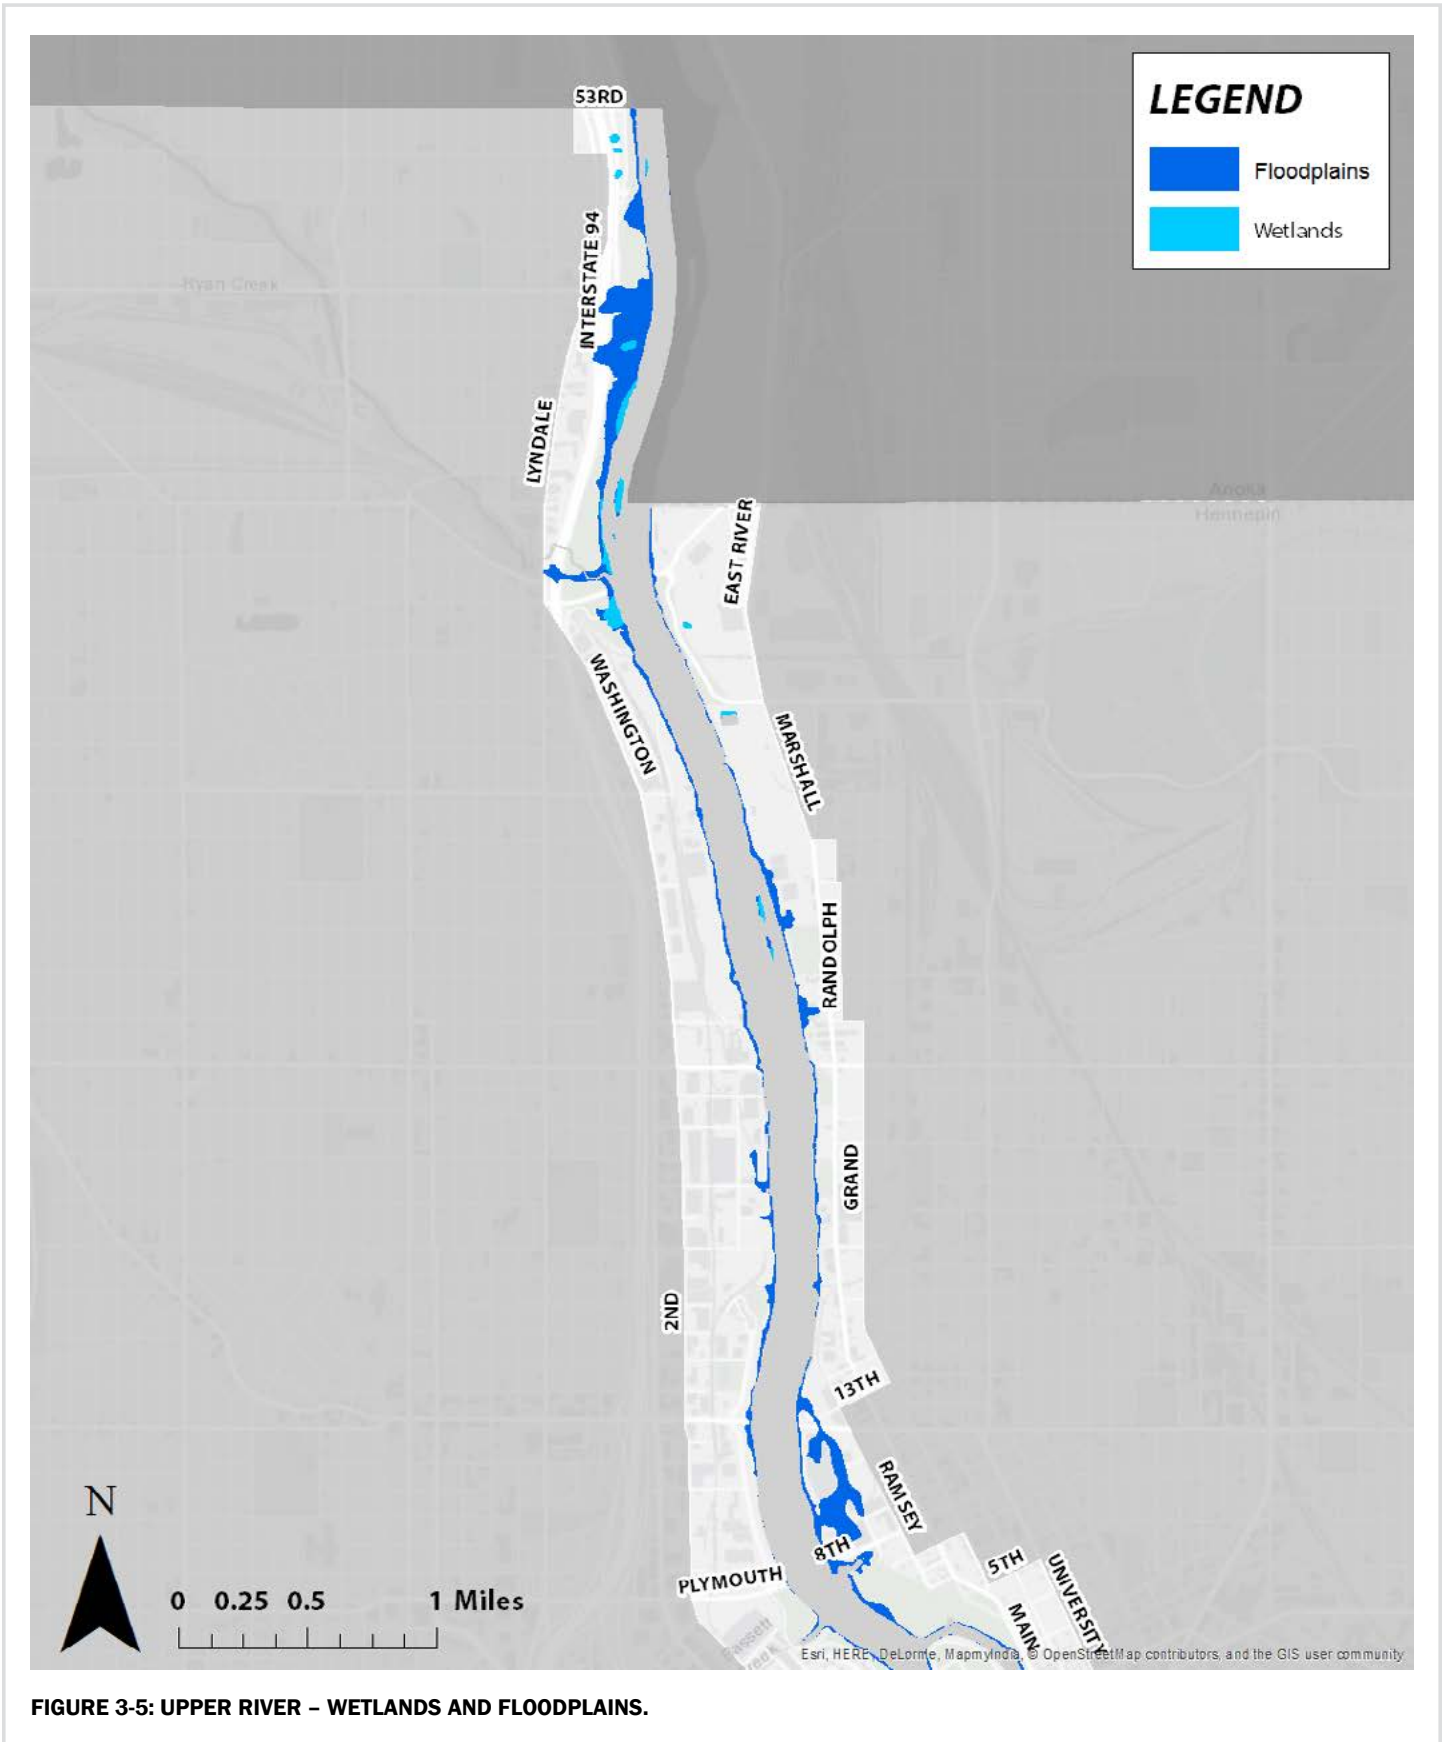 53RD
LEGEND
Floodplains
Wetlands
INTERSTATE 94
Ryan Creek
LYNDALE
Anoka
Hennepin
EAST RIVER
WASHINGTON
MARSHALL
RANDOLPH
GRAND
2ND
13TH
RAMSEY
8TH
5TH
UNIVERSITY
PLYMOUTH
MAIN
N
0 0.25 0.5 1 Miles
Bassett
Creek
Esri, HERE, DeLorme, MapmyIndia, © OpenStreetMap contributors, and the GIS user community
FIGURE 3-5: UPPER RIVER – WETLANDS AND FLOODPLAINS.